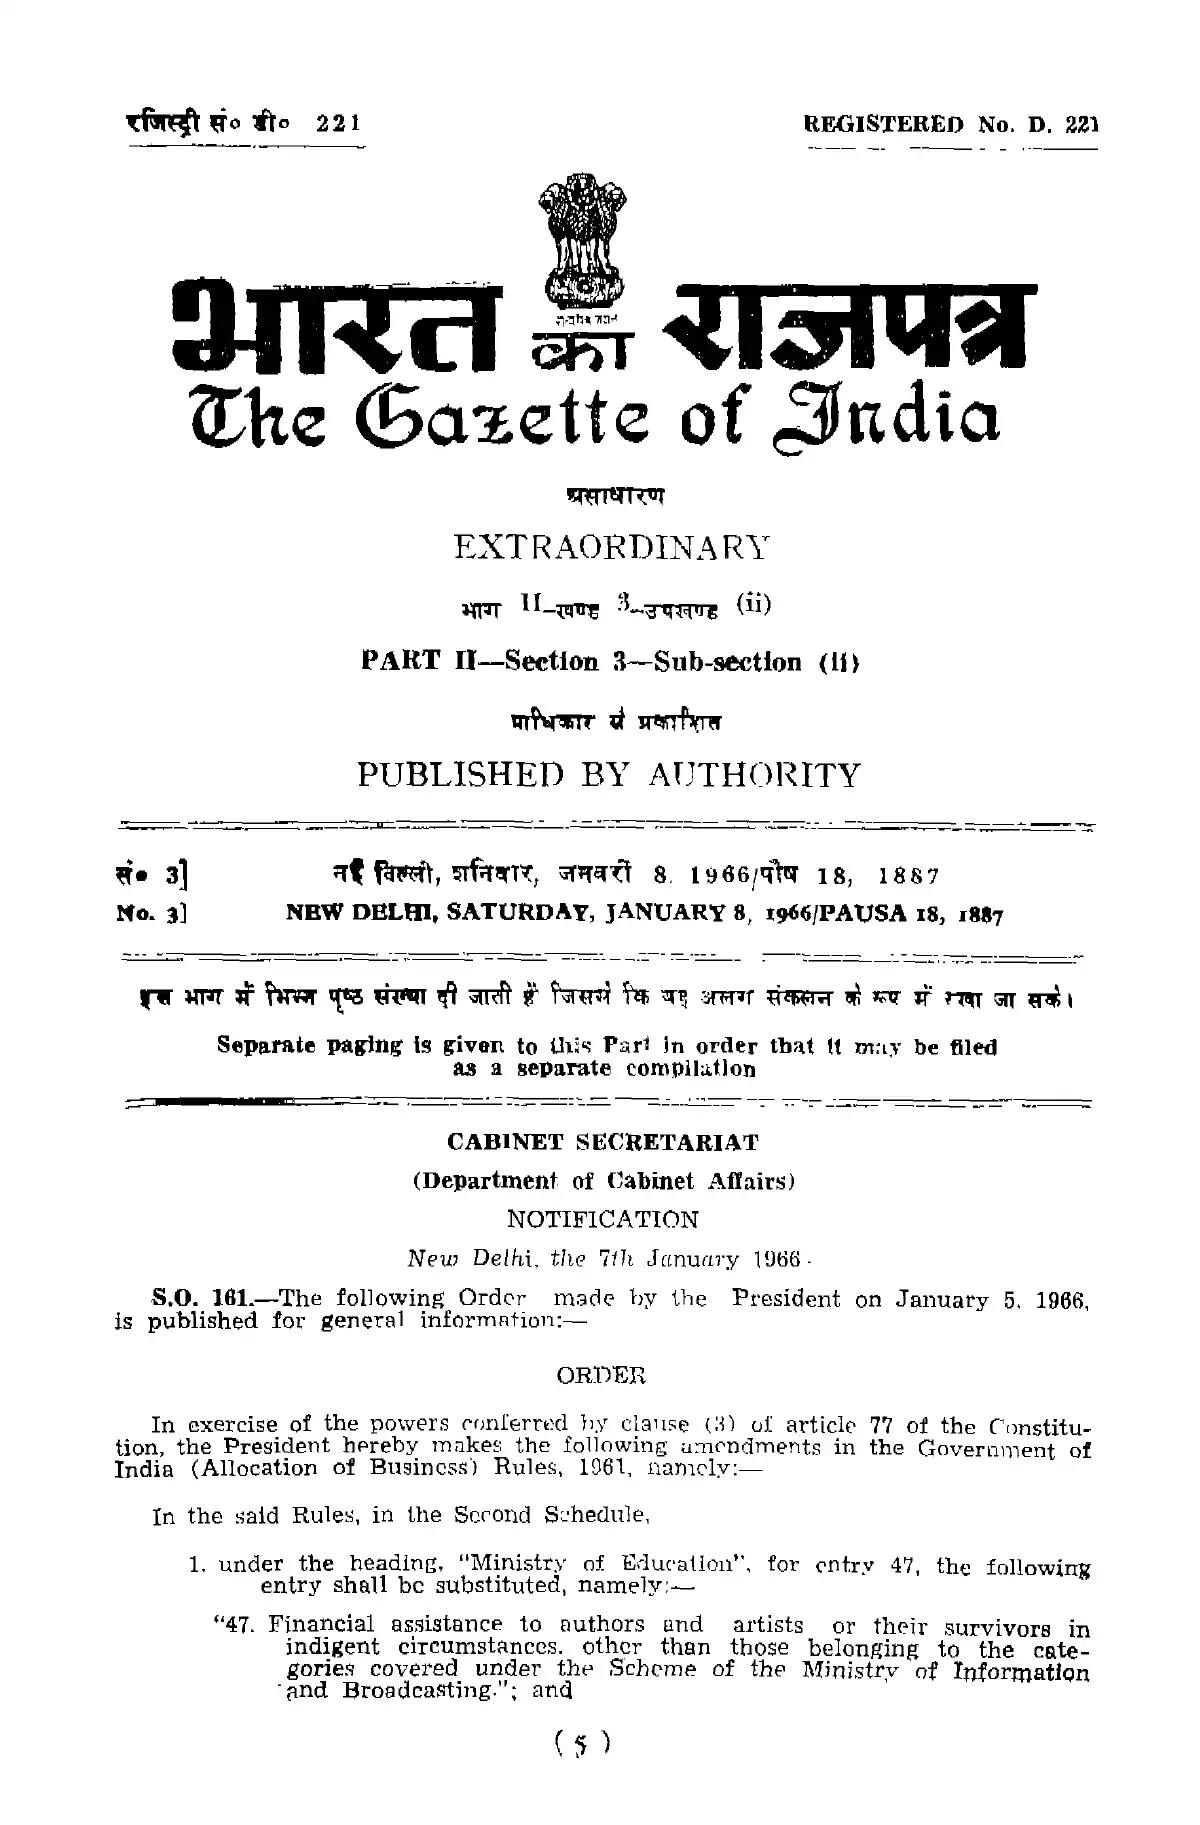 रजिस्ट्री सं० डी० 221
REGISTERED No. D. 221
भारत का राजपत्र
The Gazette of India
असाधारण
EXTRAORDINARY
भाग II—खण्ड 3—उपखण्ड (ii)
PART II—Section 3—Sub-section (ii)
प्राधिकार से प्रकाशित
PUBLISHED BY AUTHORITY
सं० 3]
नई दिल्ली, शनिवार, जनवरी 8, 1966/पौष 18, 1887
No. 3]
NEW DELHI, SATURDAY, JANUARY 8, 1966/PAUSA 18, 1887
इस भाग में भिन्न पृष्ठ संख्या दी जाती है जिससे कि यह अलग संकलन के रूप में रखा जा सके।
Separate paging is given to this Part in order that it may be filed
as a separate compilation
CABINET SECRETARIAT
(Department of Cabinet Affairs)
NOTIFICATION
New Delhi, the 7th January 1966
S.O. 161.—The following Order made by the President on January 5, 1966,
is published for general information:—
ORDER
In exercise of the powers conferred by clause (3) of article 77 of the Constitu-
tion, the President hereby makes the following amendments in the Government of
India (Allocation of Business) Rules, 1961, namely:—
In the said Rules, in the Second Schedule,
1. under the heading, "Ministry of Education", for entry 47, the following
entry shall be substituted, namely:—
"47. Financial assistance to authors and artists or their survivors in
indigent circumstances, other than those belonging to the cate-
gories covered under the Scheme of the Ministry of Information
and Broadcasting."; and
( 5 )